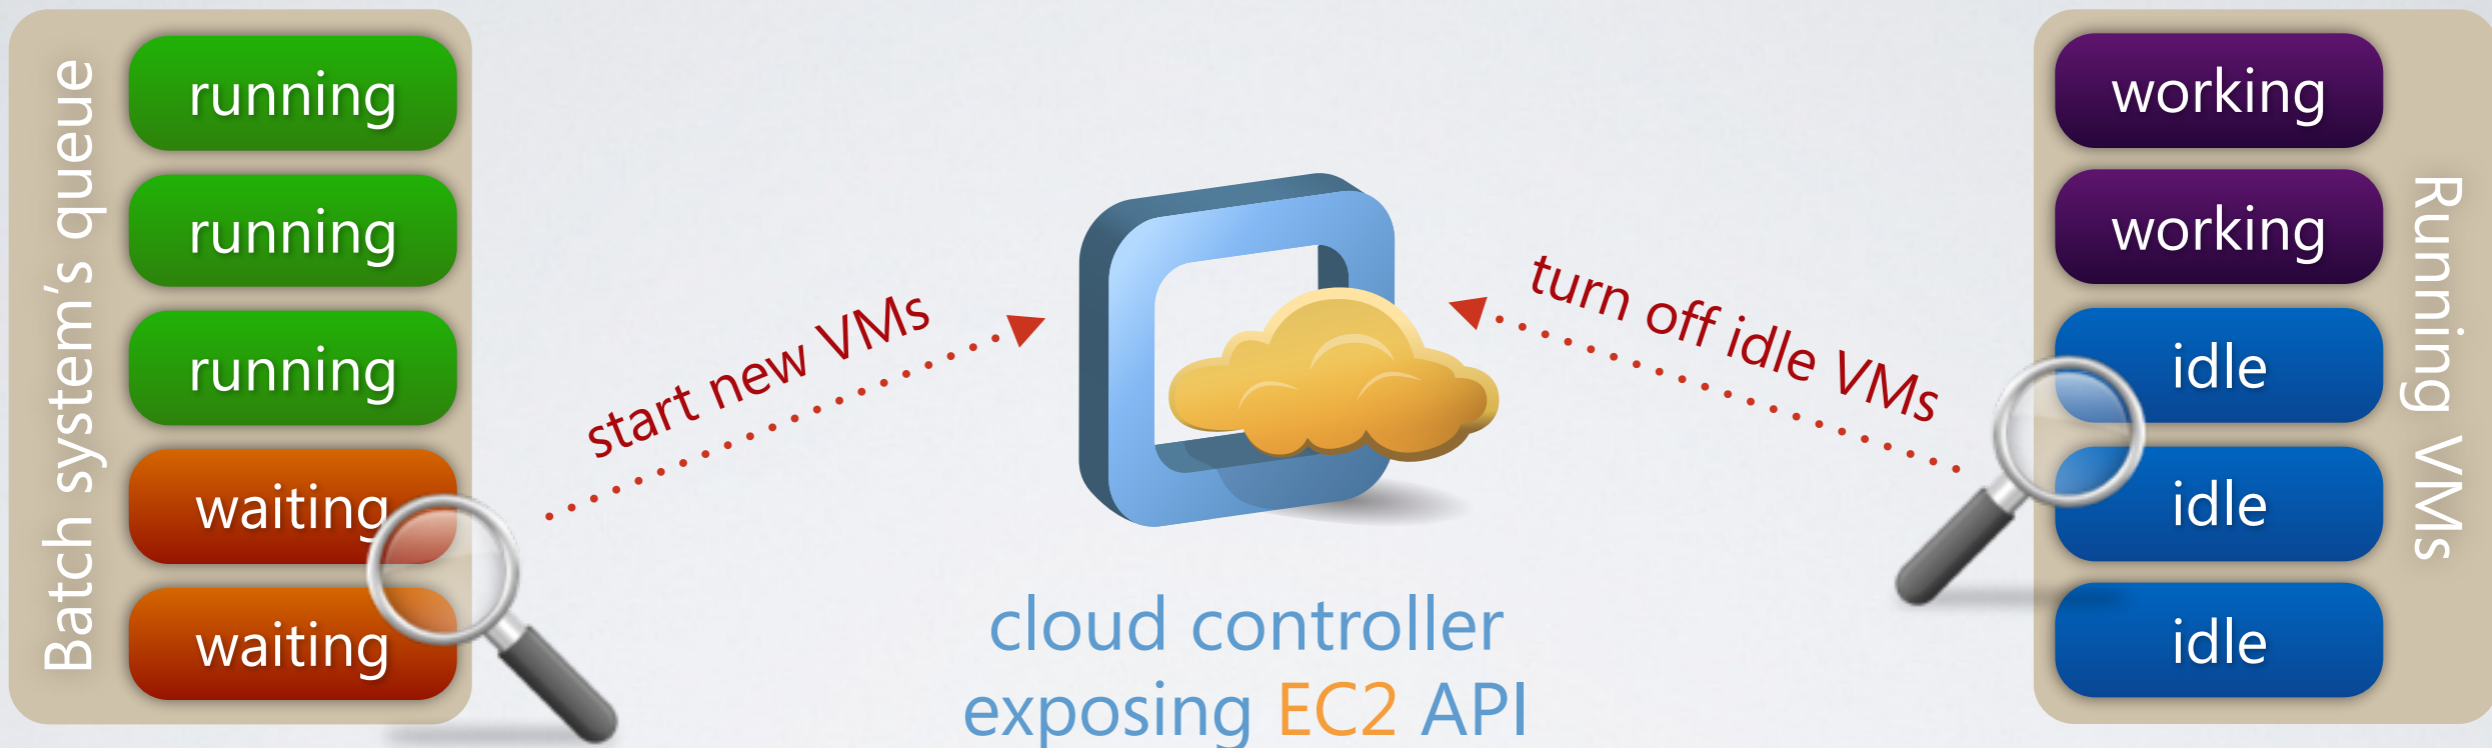 Batch system's queue
running
running
running
waiting
waiting
start new VMs
cloud controller
exposing EC2 API
turn off idle VMs
working
working
idle
idle
idle
Running VMs